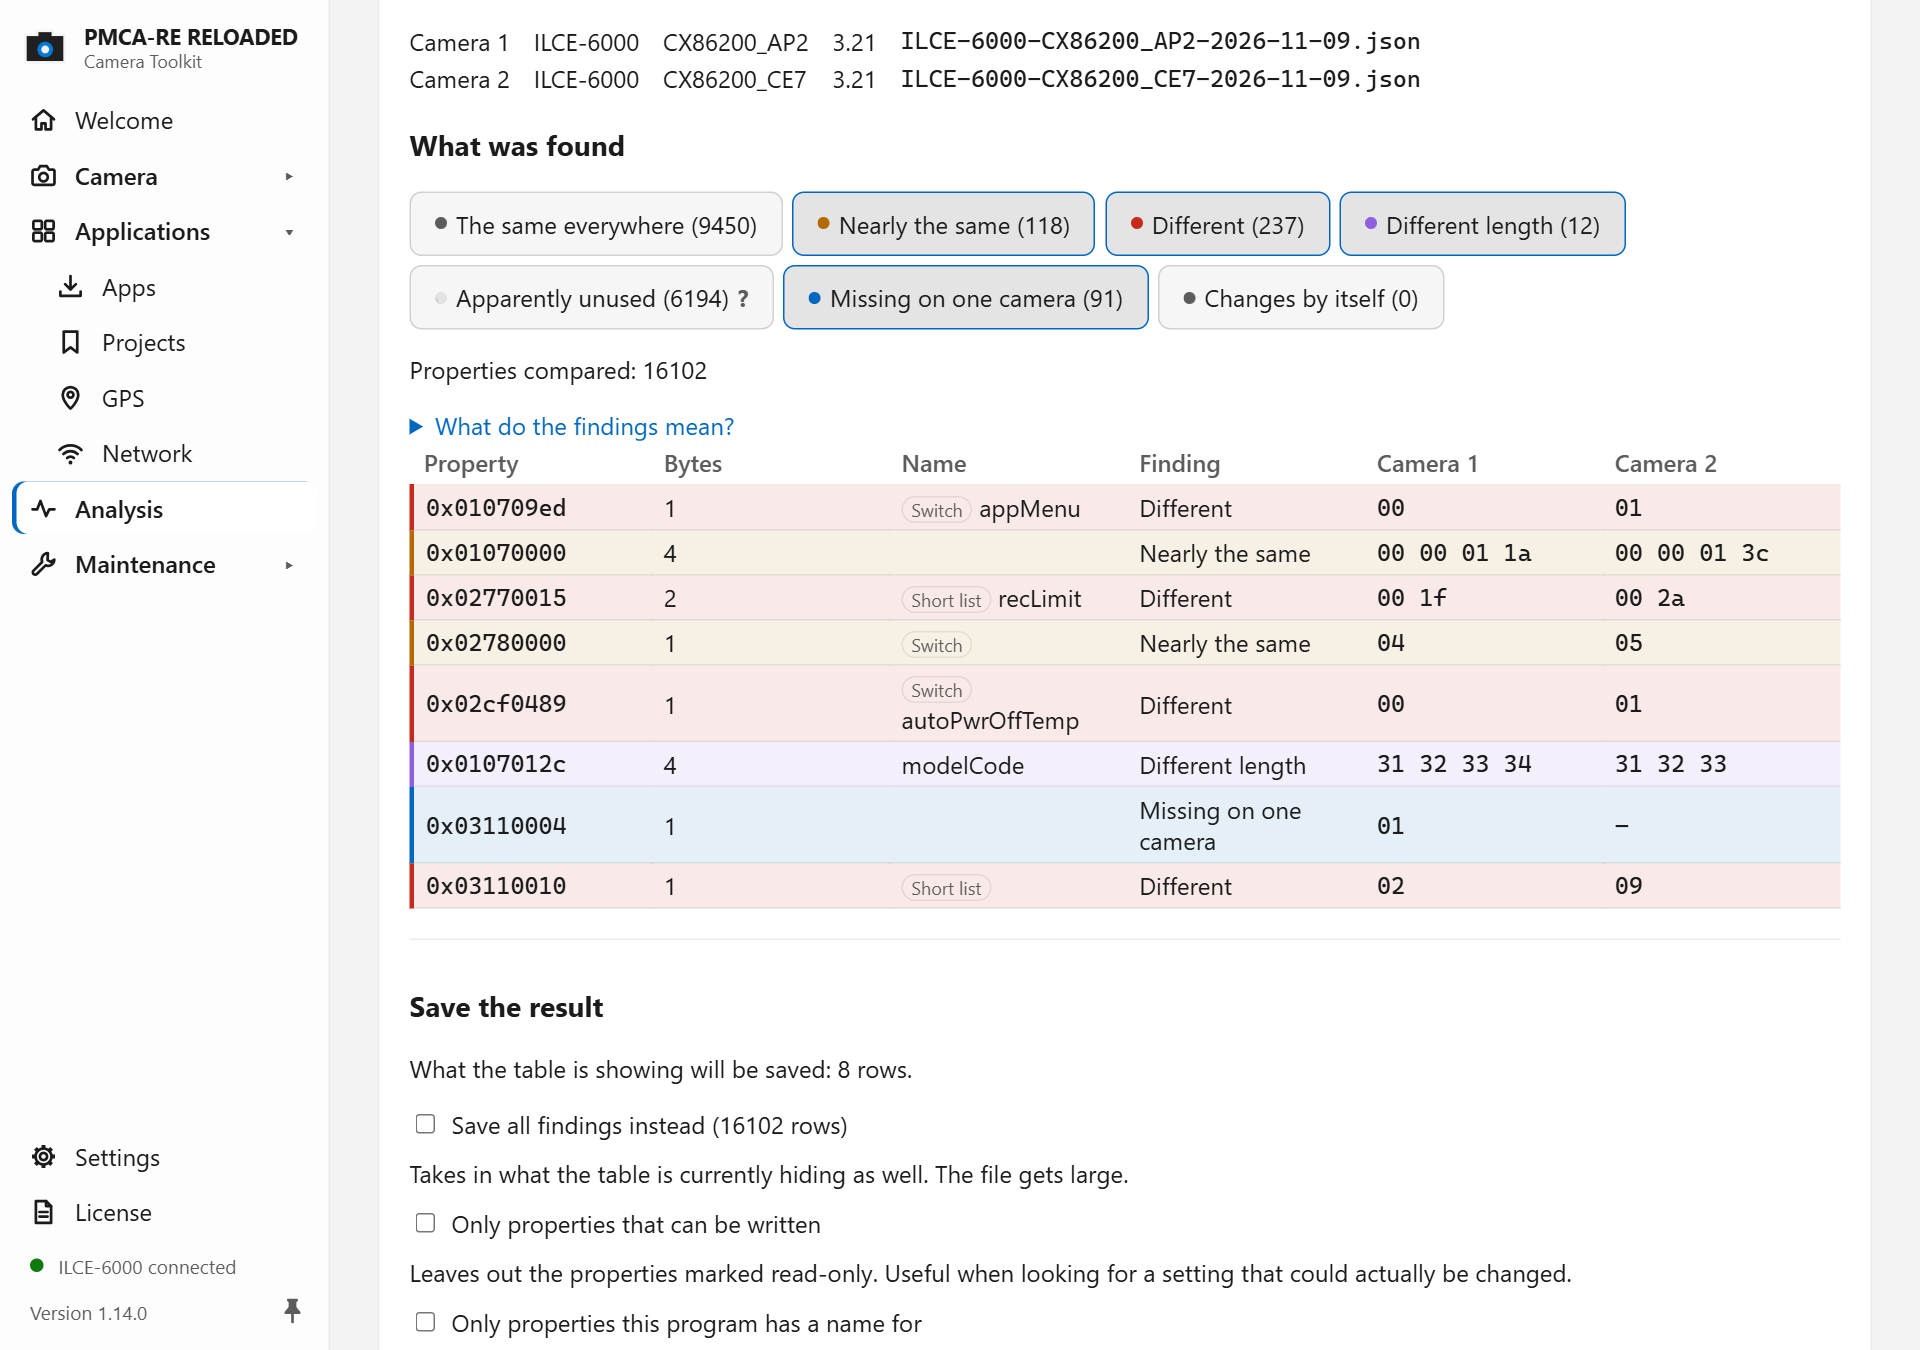 PMCA-RE RELOADED
Camera Toolkit
Welcome
Camera
Applications
Apps
Projects
GPS
Network
Analysis
Maintenance
Settings
License
ILCE-6000 connected
Version 1.14.0
Camera 1 ILCE-6000 CX86200_AP2 3.21 ILCE-6000-CX86200_AP2-2026-11-09.json
Camera 2 ILCE-6000 CX86200_CE7 3.21 ILCE-6000-CX86200_CE7-2026-11-09.json
What was found
The same everywhere (9450) Nearly the same (118) Different (237) Different length (12)
Apparently unused (6194) ? Missing on one camera (91) Changes by itself (0)
Properties compared: 16102
What do the findings mean?
Property Bytes Name Finding Camera 1 Camera 2
0x010709ed 1 Switch appMenu Different 00 01
0x01070000 4 Nearly the same 00 00 01 1a 00 00 01 3c
0x02770015 2 Short list recLimit Different 00 1f 00 2a
0x02780000 1 Switch Nearly the same 04 05
0x02cf0489 1 Switch autoPwrOffTemp Different 00 01
0x0107012c 4 modelCode Different length 31 32 33 34 31 32 33
0x03110004 1 Missing on one camera 01 –
0x03110010 1 Short list Different 02 09
Save the result
What the table is showing will be saved: 8 rows.
Save all findings instead (16102 rows)
Takes in what the table is currently hiding as well. The file gets large.
Only properties that can be written
Leaves out the properties marked read-only. Useful when looking for a setting that could actually be changed.
Only properties this program has a name for